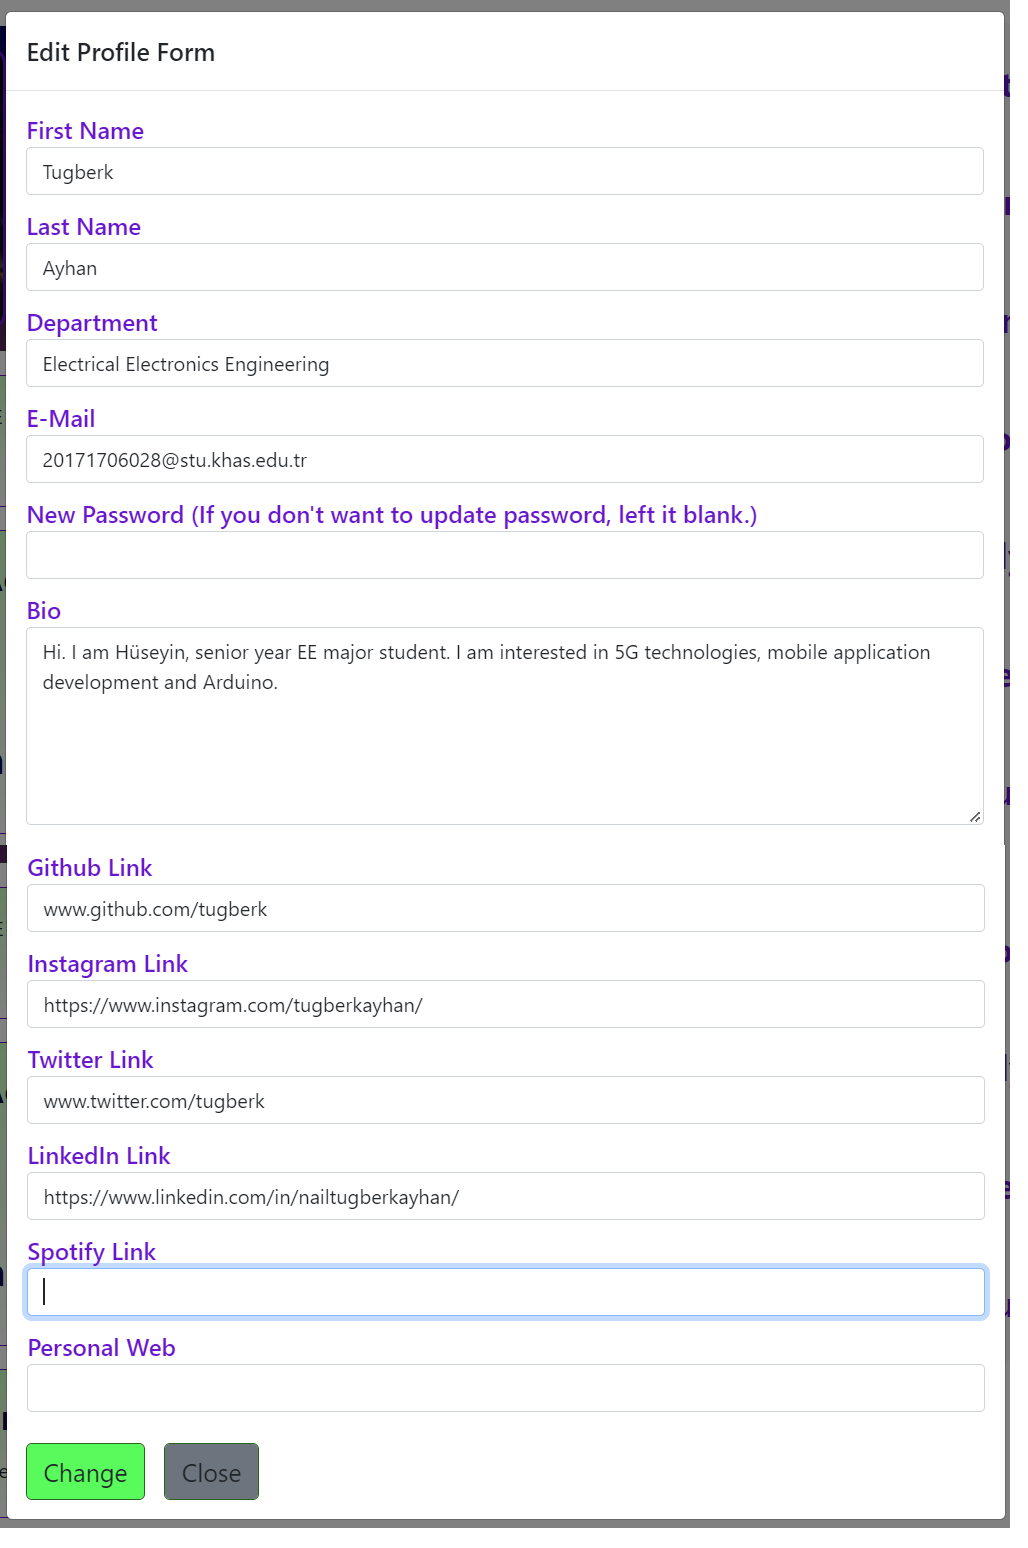 Edit Profile Form
First Name
Tugberk
Last Name
Ayhan
Department
Electrical Electronics Engineering
E-Mail
20171706028@stu.khas.edu.tr
New Password (If you don't want to update password, left it blank.)
Bio
Hi. I am Hüseyin, senior year EE major student. I am interested in 5G technologies, mobile application
development and Arduino.
Github Link
www.github.com/tugberk
Instagram Link
https://www.instagram.com/tugberkayhan/
Twitter Link
www.twitter.com/tugberk
LinkedIn Link
https://www.linkedin.com/in/nailtugberkayhan/
Spotify Link
Personal Web
Change Close